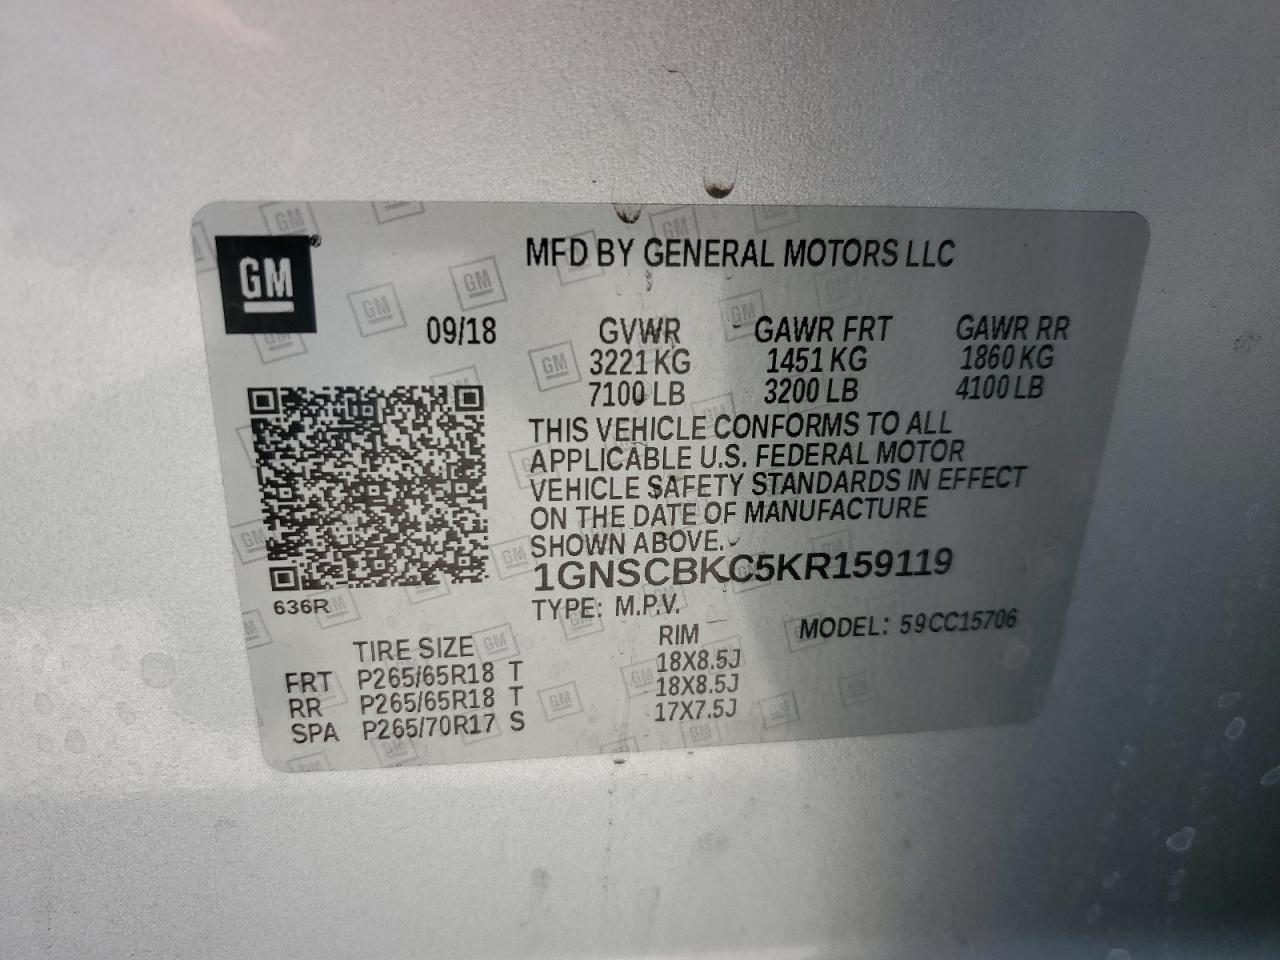 GM
MFD BY GENERAL MOTORS LLC
09/18
GVWR GAWR FRT GAWR RR
3221 KG 1451 KG 1860 KG
7100 LB 3200 LB 4100 LB
THIS VEHICLE CONFORMS TO ALL
APPLICABLE U.S. FEDERAL MOTOR
VEHICLE SAFETY STANDARDS IN EFFECT
ON THE DATE OF MANUFACTURE
SHOWN ABOVE.
1GNSCBKC5KR159119
636R
TYPE: M.P.V. MODEL: 59CC15706
TIRE SIZE RIM
FRT P265/65R18 T 18X8.5J
RR P265/65R18 T 18X8.5J
SPA P265/70R17 S 17X7.5J